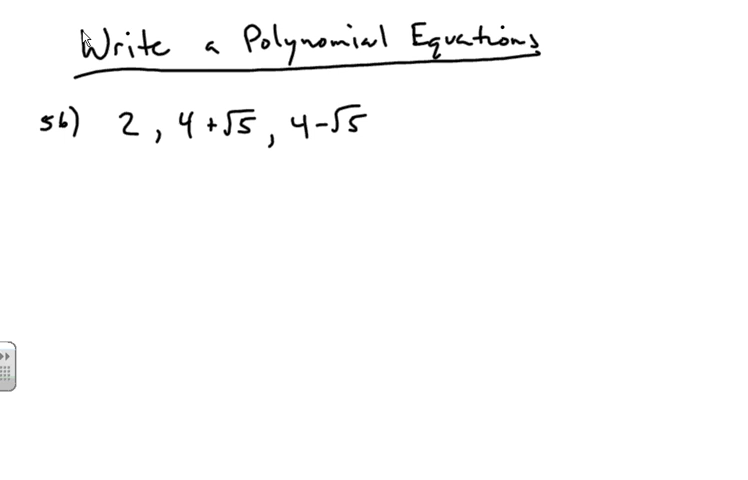 Write a Polynomial Equations
56) 2, 4+√5, 4-√5